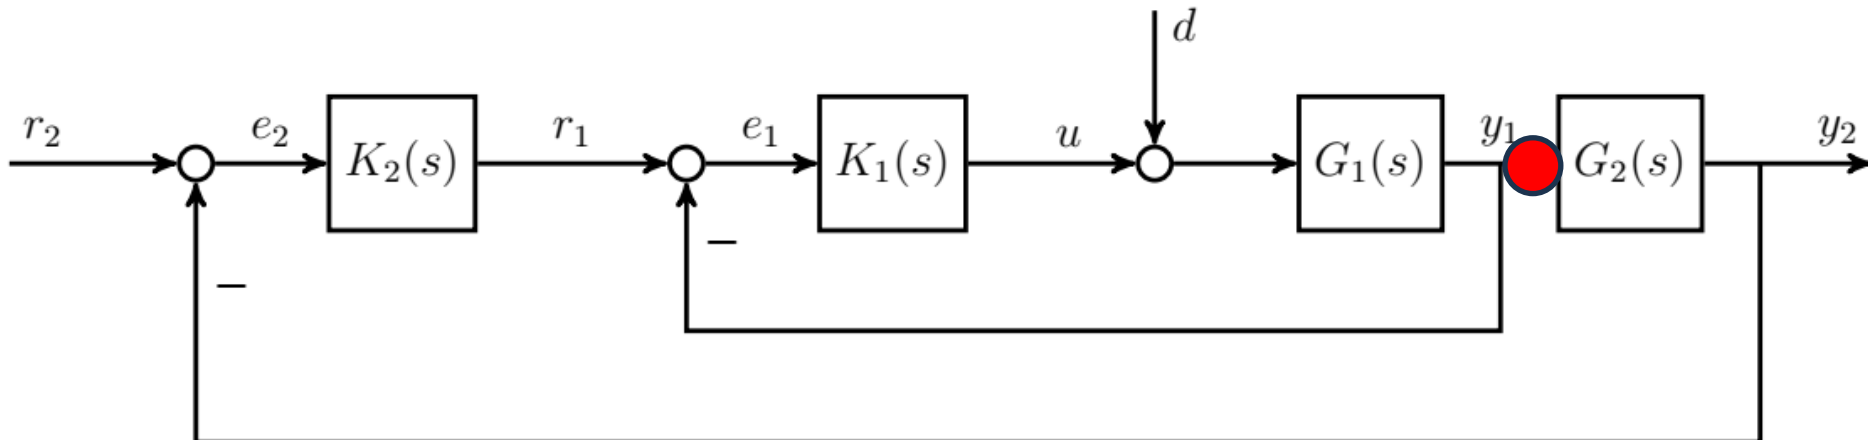 d
r₂ e₂ K₂(s) r₁ e₁ K₁(s) u G₁(s) y₁ G₂(s) y₂
−
−